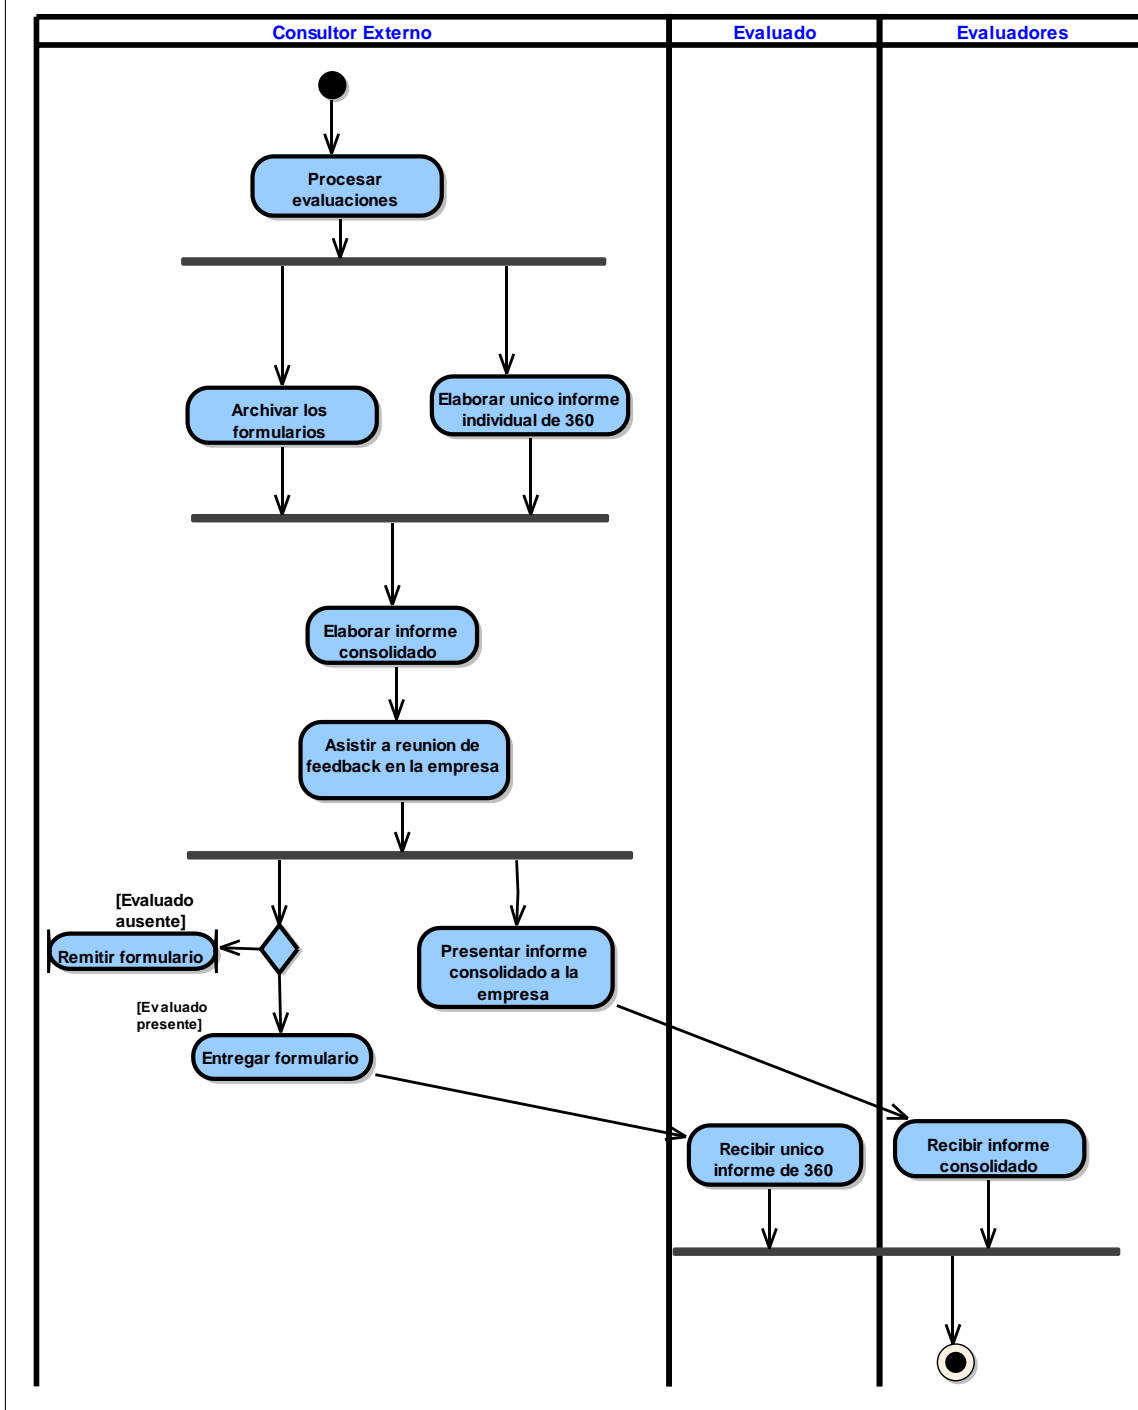 Consultor Externo
Evaluado
Evaluadores
Procesar
evaluaciones
Archivar los
formularios
Elaborar unico informe
individual de 360
Elaborar informe
consolidado
Asistir a reunion de
feedback en la empresa
[Evaluado
ausente]
Remitir formulario
Presentar informe
consolidado a la
empresa
[Evaluado
presente]
Entregar formulario
Recibir unico
informe de 360
Recibir informe
consolidado